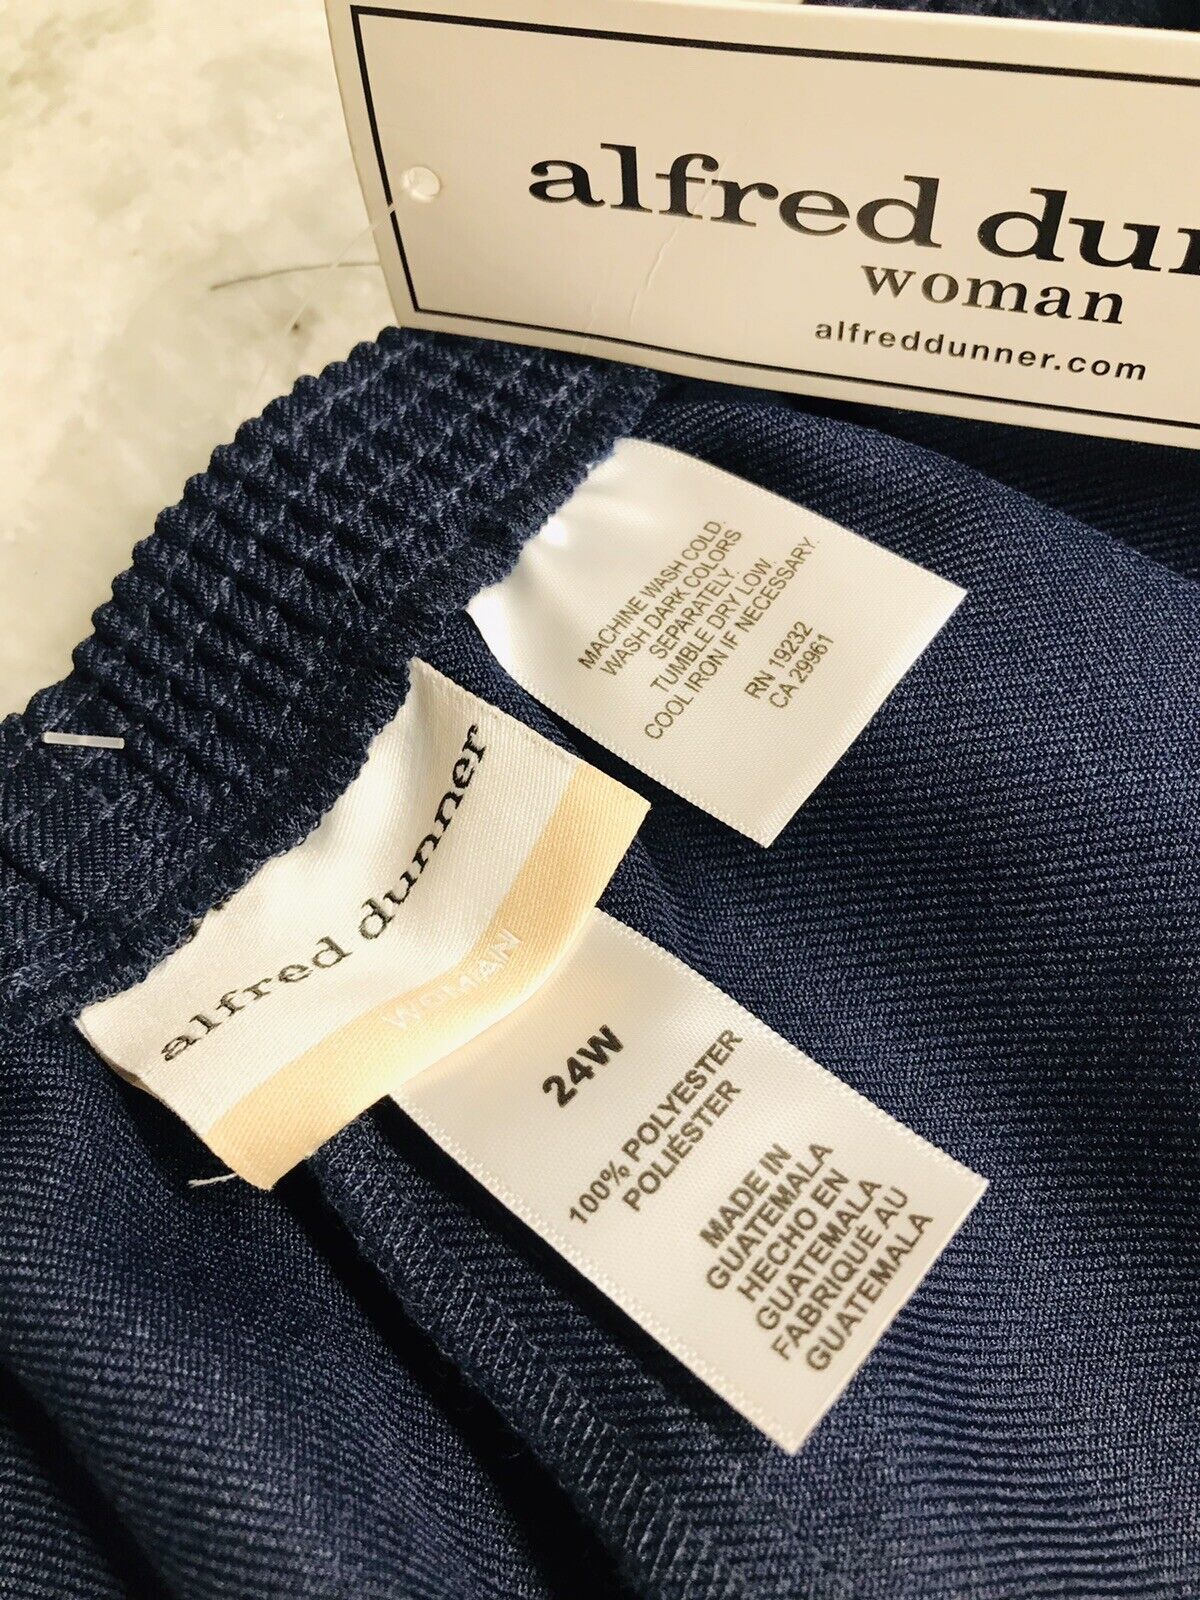 alfred
woman
alfreddunner.com
MACHINE WASH COLD.
WASH DARK COLORS
SEPARATELY.
TUMBLE DRY LOW.
COOL IRON IF NECESSARY.
RN 19232
CA 29961
alfred dunner
WOMAN
24W
100% POLYESTER
POLIÉSTER
MADE IN
GUATEMALA
HECHO EN
GUATEMALA
FABRIQUÉ AU
GUATEMALA